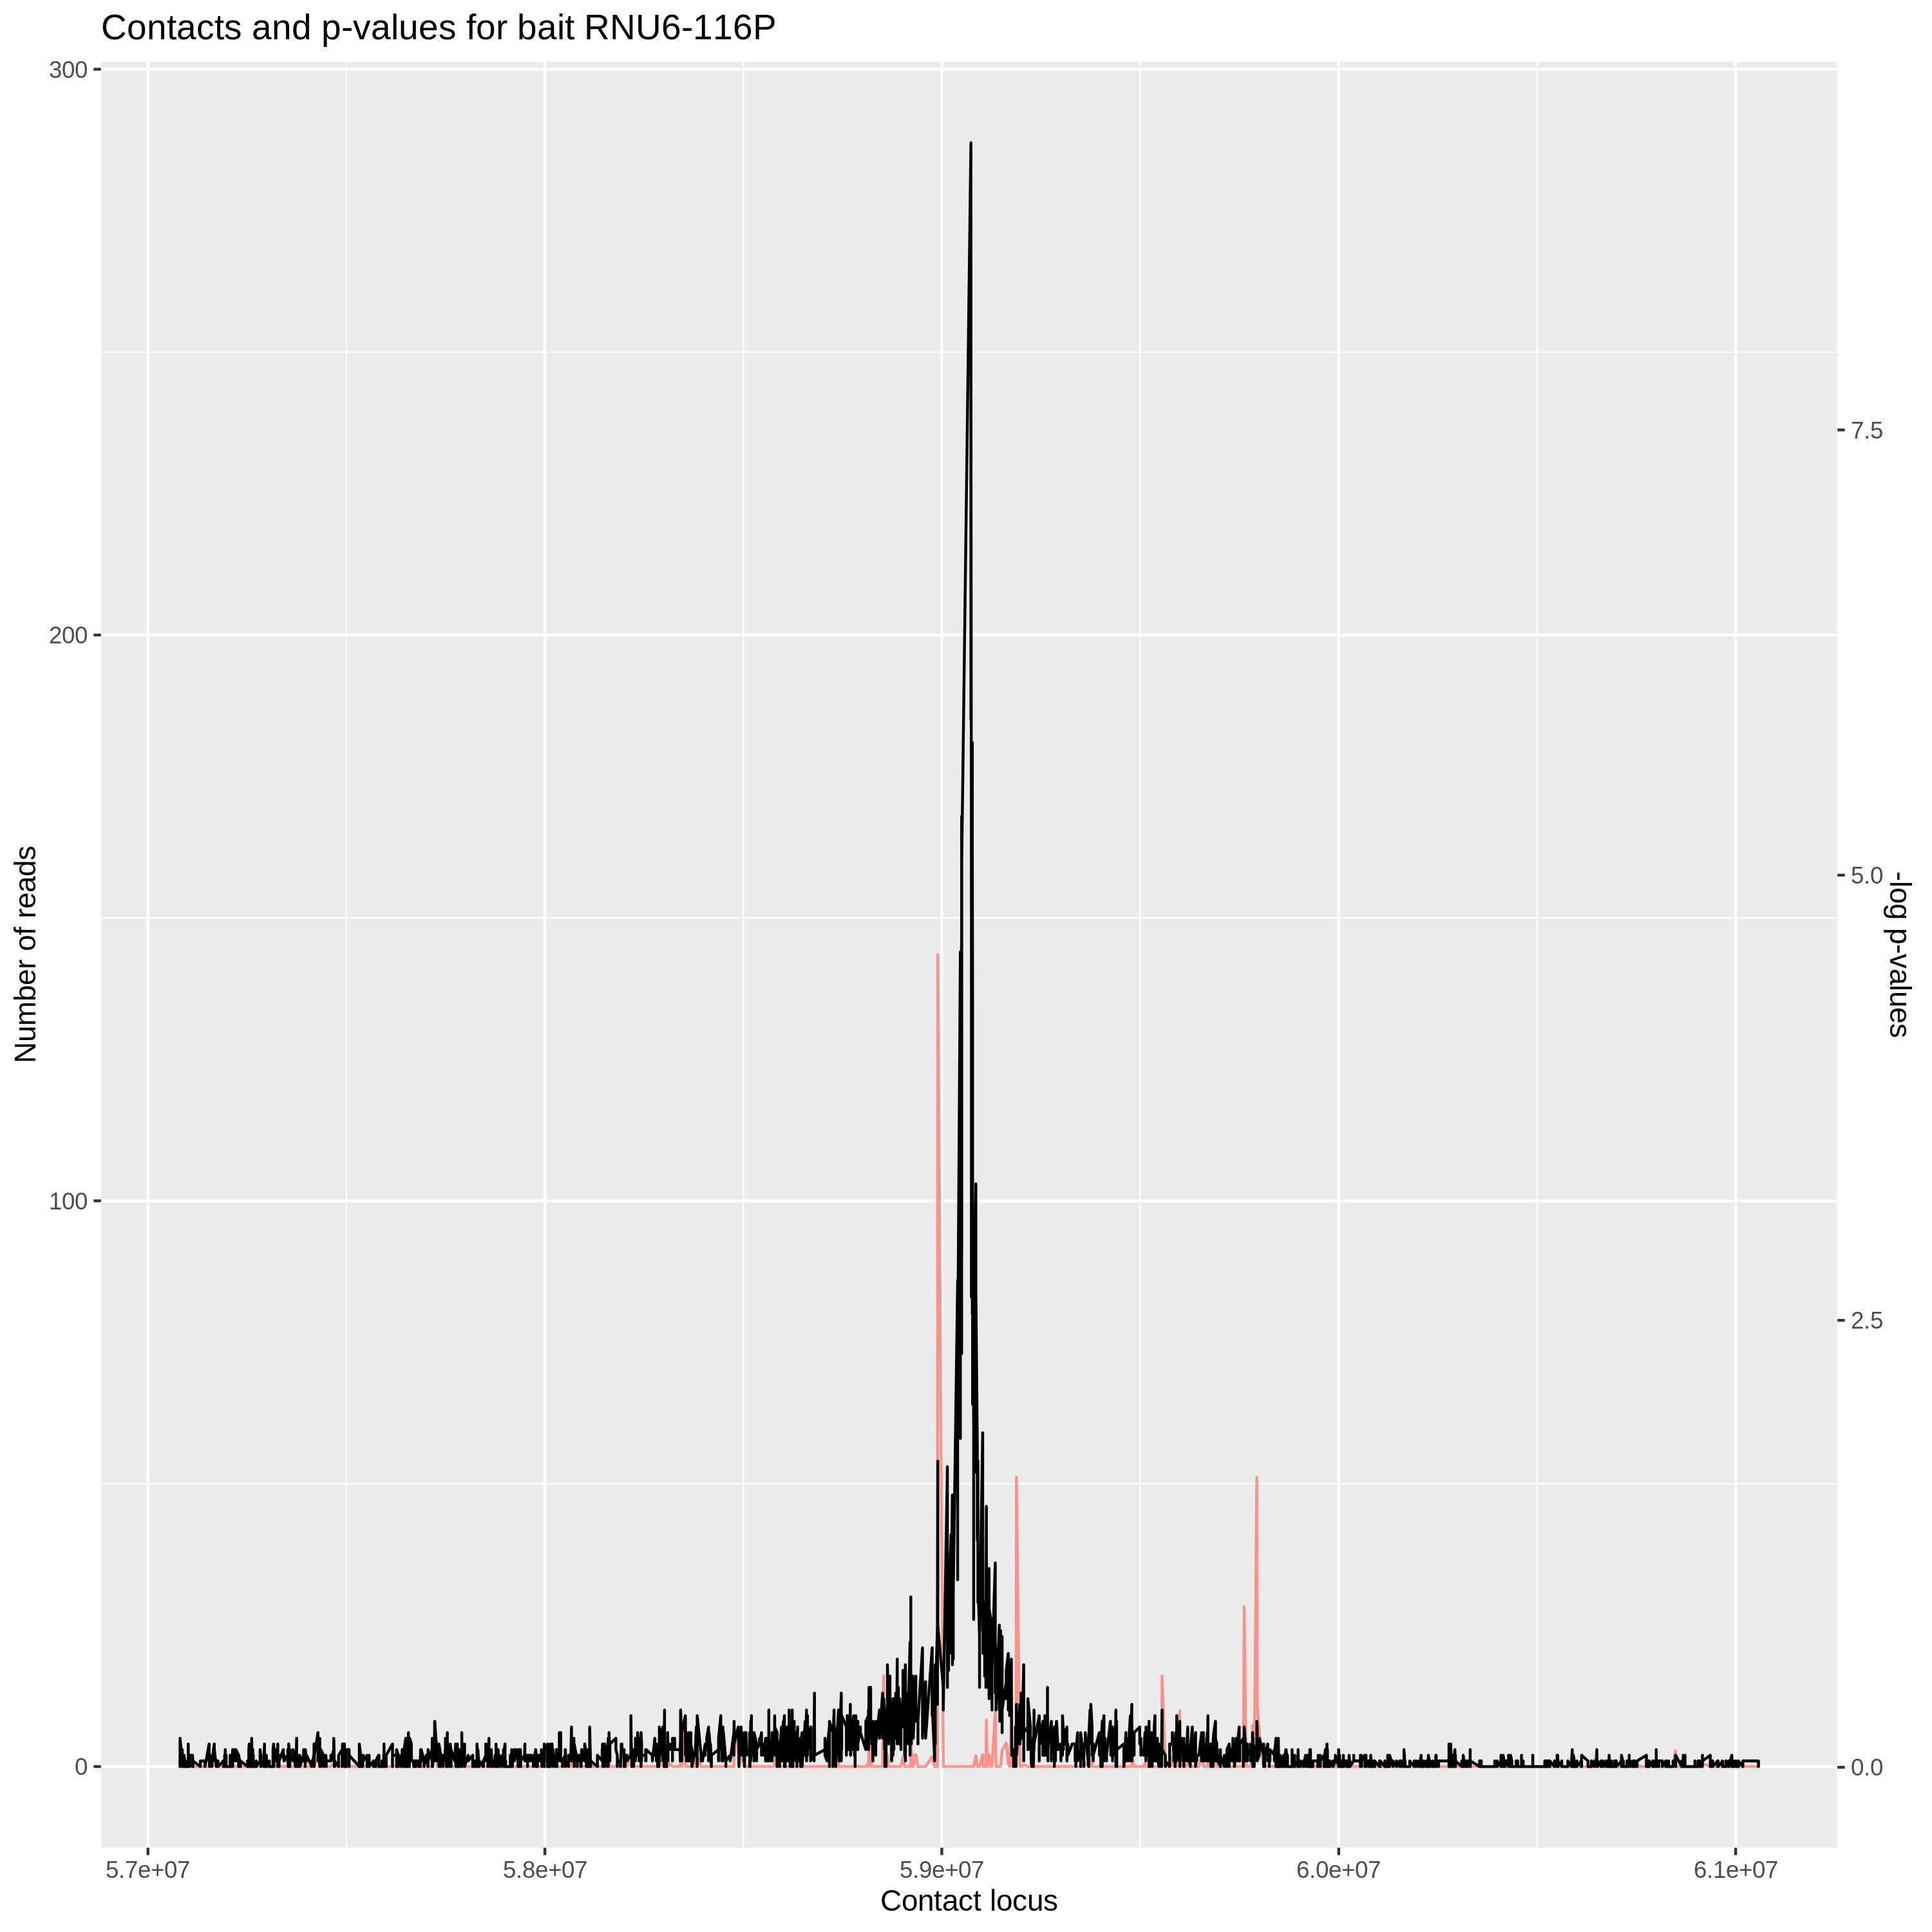 Contacts and p-values for bait RNU6-116P
300
200
100
0
Number of reads
7.5
5.0
2.5
0.0
-log p-values
5.7e+07
5.8e+07
5.9e+07
6.0e+07
6.1e+07
Contact locus